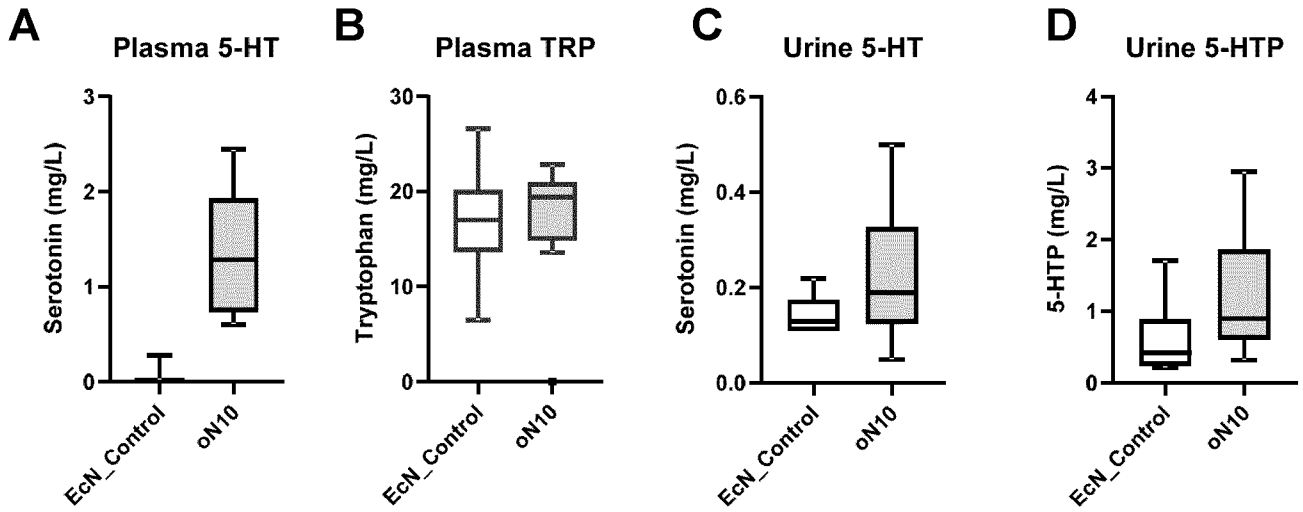 A
Plasma 5-HT
Serotonin (mg/L)
3
2
1
0
EcN_Control
oN10
B
Plasma TRP
Tryptophan (mg/L)
30
20
10
0
EcN_Control
oN10
C
Urine 5-HT
Serotonin (mg/L)
0.6
0.4
0.2
0.0
EcN_Control
oN10
D
Urine 5-HTP
5-HTP (mg/L)
4
3
2
1
0
EcN_Control
oN10